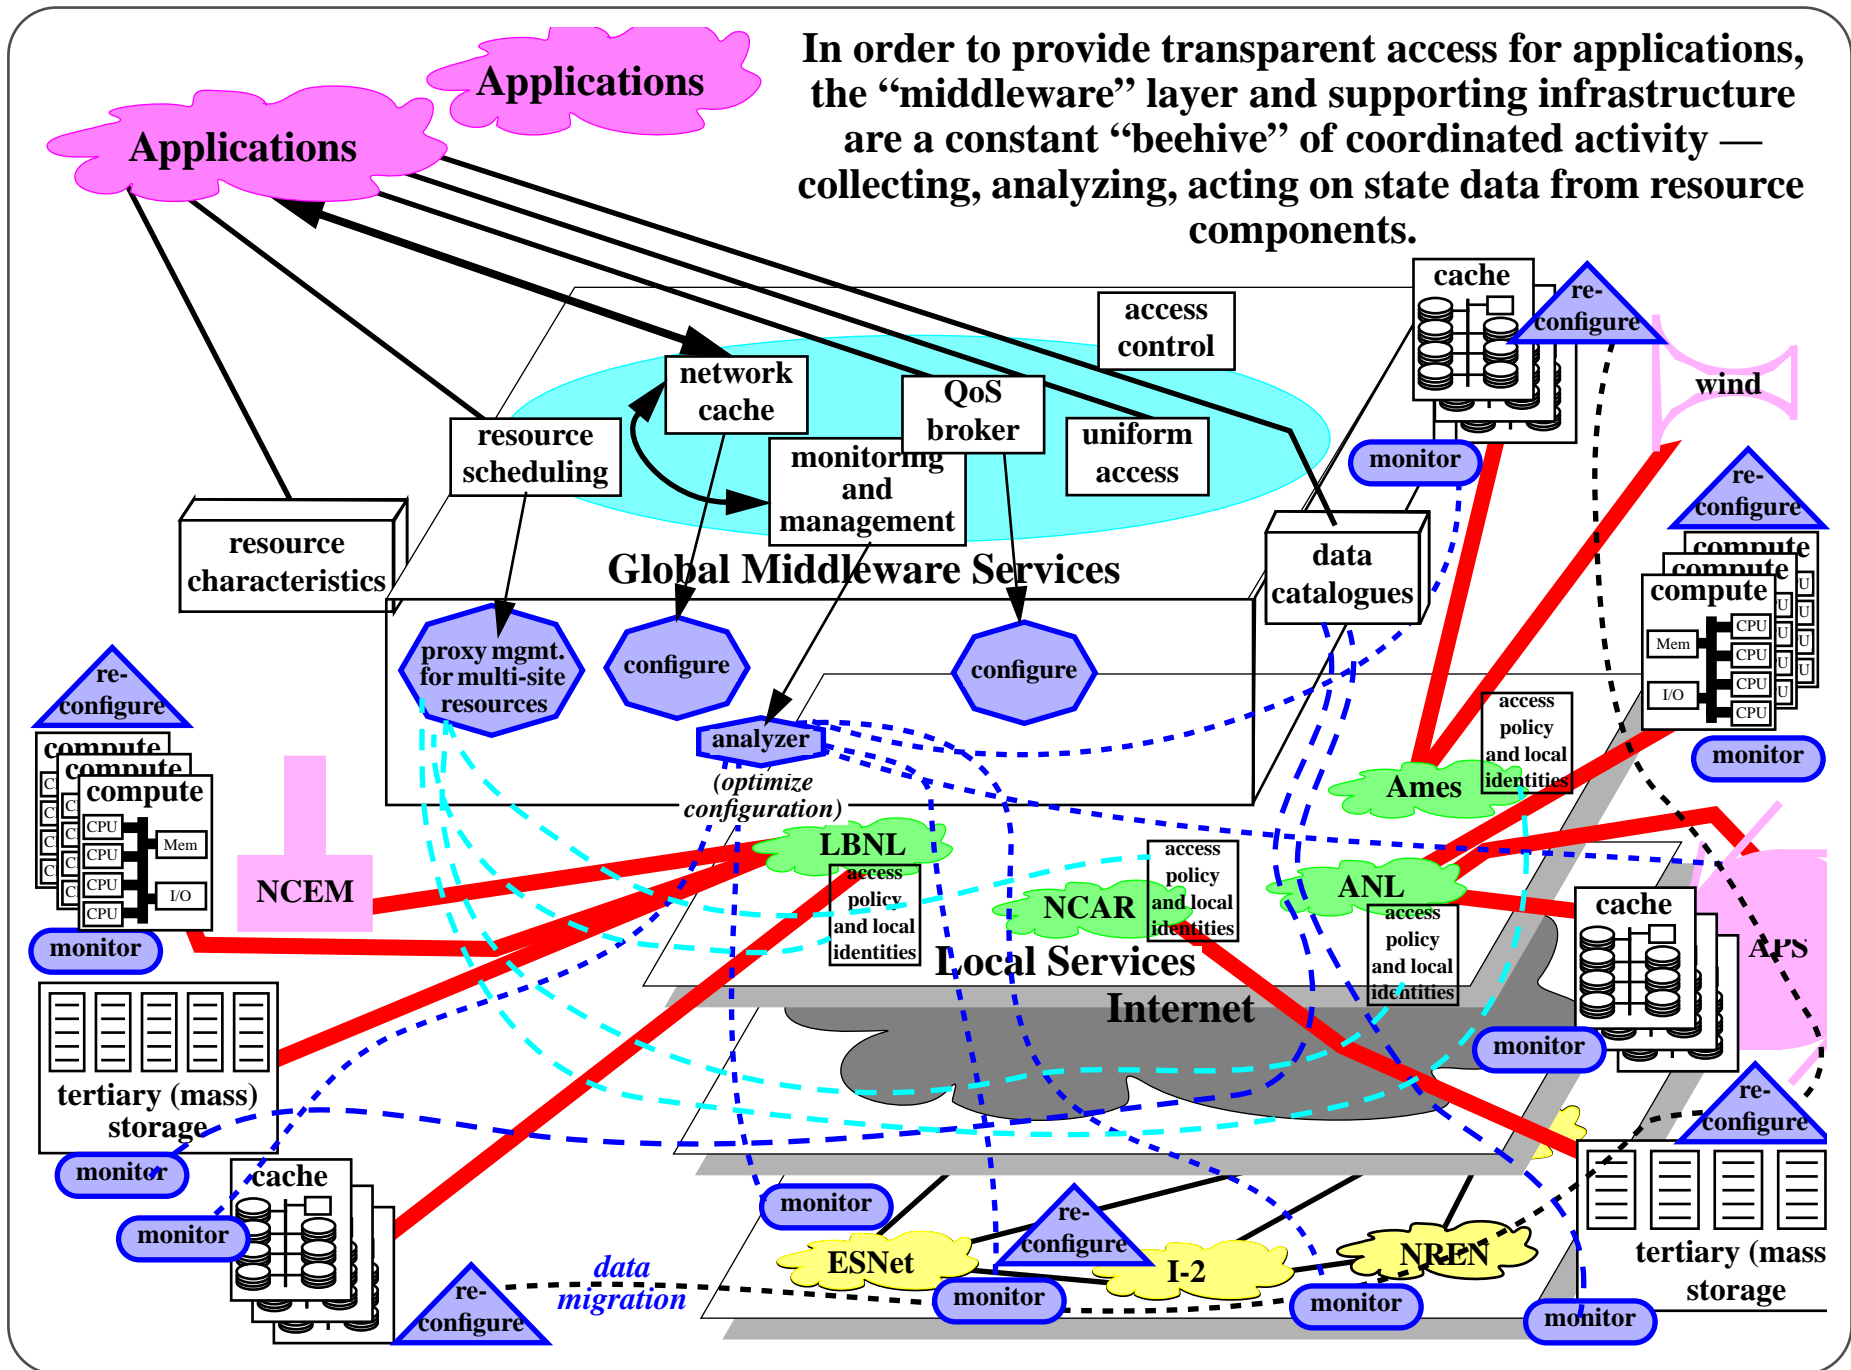 In order to provide transparent access for applications,
the “middleware” layer and supporting infrastructure
are a constant “beehive” of coordinated activity —
collecting, analyzing, acting on state data from resource
components.
Applications
Applications
access
control
network
cache
QoS
broker
uniform
access
resource
scheduling
monitoring
and
management
resource
characteristics
Global Middleware Services
data
catalogues
cache
re-
configure
monitor
wind
re-
configure
compute
compute
compute
Mem
I/O
CPU
CPU
CPU
CPU
monitor
proxy mgmt.
for multi-site
resources
configure
configure
analyzer
(optimize
configuration)
re-
configure
compute
compute
compute
CPU
CPU
CPU
CPU
Mem
I/O
monitor
NCEM
LBNL
access
policy
and local
identities
NCAR
access
policy
and local
identities
ANL
access
policy
and local
identities
Ames
access
policy
and local
identities
Local Services
Internet
cache
monitor
APS
re-
configure
tertiary (mass)
storage
monitor
cache
monitor
re-
configure
data
migration
monitor
ESNet
re-
configure
monitor
I-2
NREN
monitor
tertiary (mass
storage
monitor